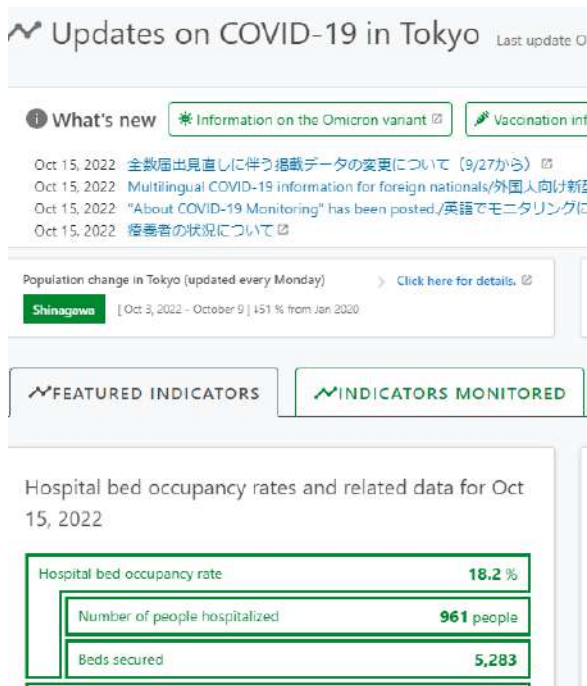 Updates on COVID-19 in Tokyo Last update
What's new Information on the Omicron variant Vaccination
Oct 15, 2022 全数届出見直しに伴う掲載データの変更について（9/27から）
Oct 15, 2022 Multilingual COVID-19 information for foreign nationals/外国人向け新
Oct 15, 2022 "About COVID-19 Monitoring" has been posted./英語でモニタリングに
Oct 15, 2022 療養者の状況について
Population change in Tokyo (updated every Monday) Click here for details.
Shinagawa [ Oct 3, 2022 - October 9 ] ↓51 % from Jan 2020
FEATURED INDICATORS INDICATORS MONITORED
Hospital bed occupancy rates and related data for Oct
15, 2022
Hospital bed occupancy rate 18.2 %
Number of people hospitalized 961 people
Beds secured 5,283